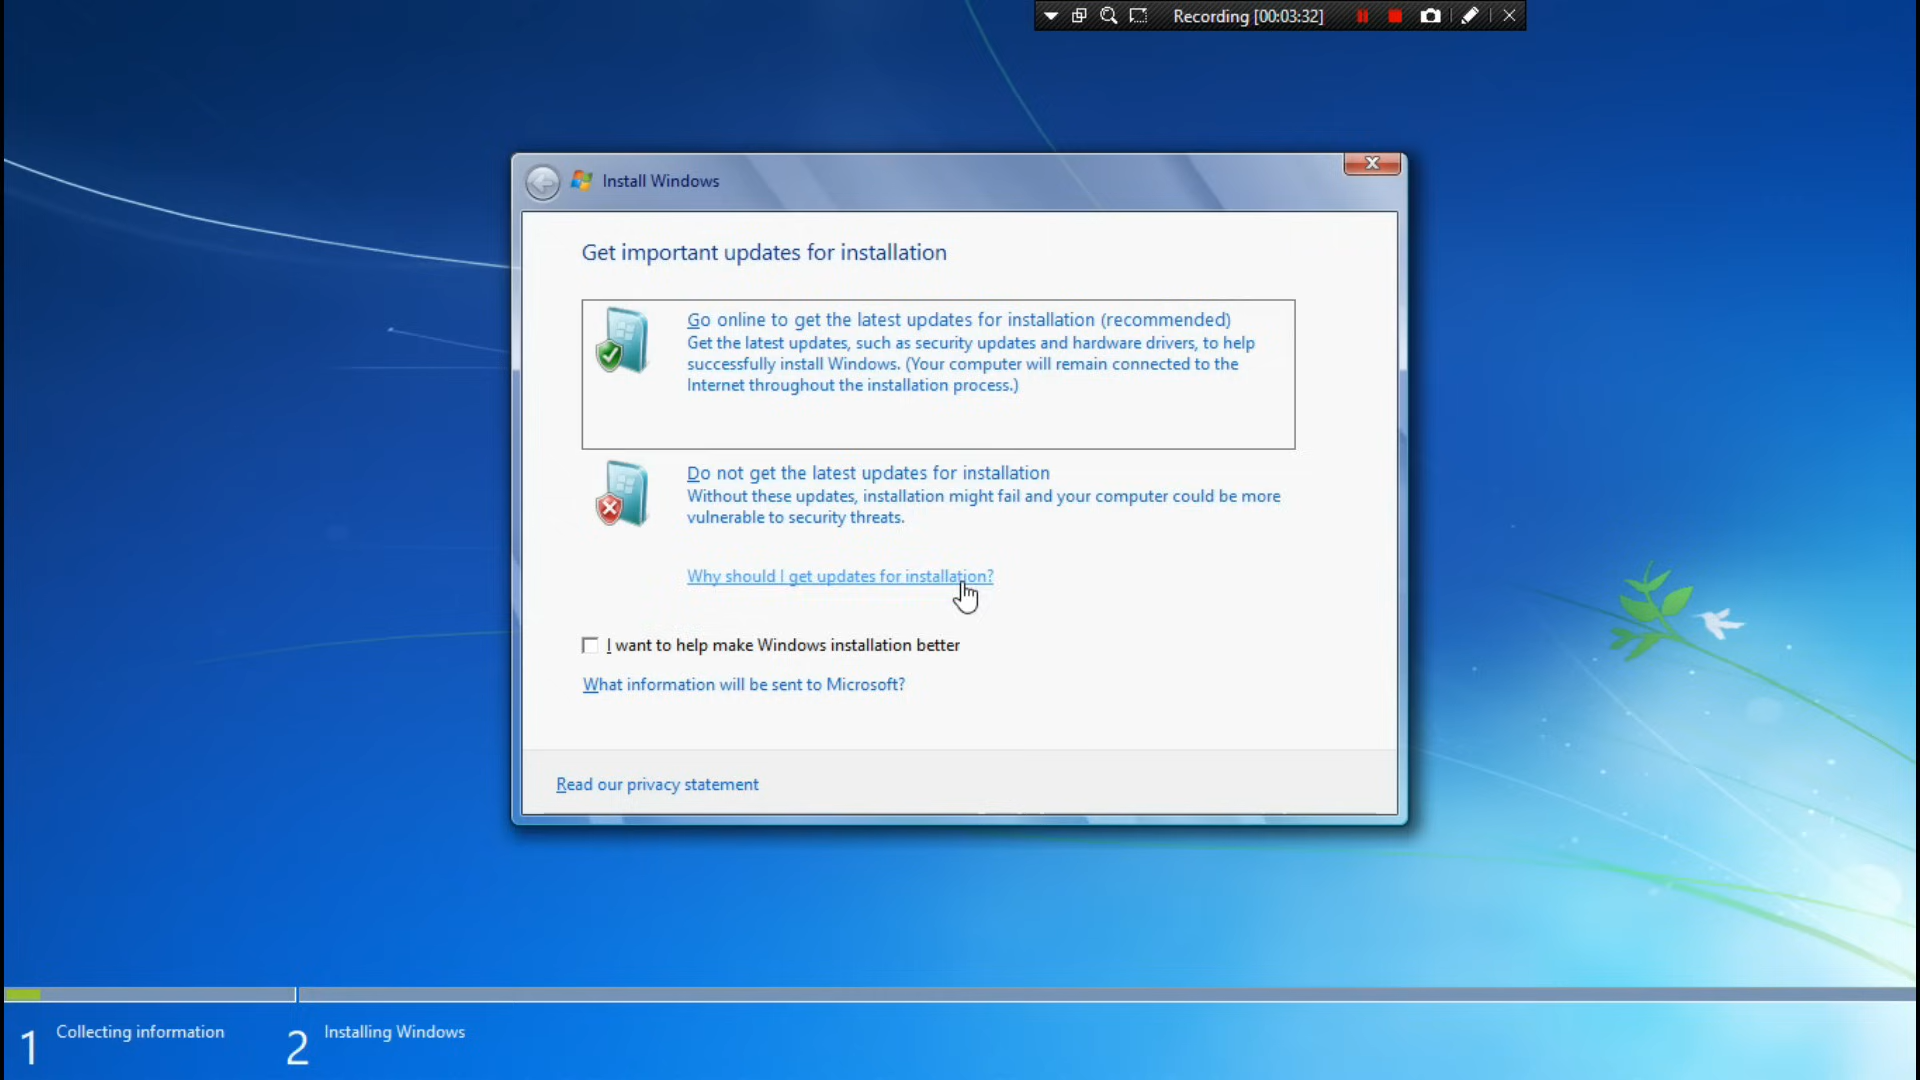 Recording [00:03:32]
Install Windows
Get important updates for installation
Go online to get the latest updates for installation (recommended)
Get the latest updates, such as security updates and hardware drivers, to help
successfully install Windows. (Your computer will remain connected to the
Internet throughout the installation process.)
Do not get the latest updates for installation
Without these updates, installation might fail and your computer could be more
vulnerable to security threats.
Why should I get updates for installation?
I want to help make Windows installation better
What information will be sent to Microsoft?
Read our privacy statement
1 Collecting information
2 Installing Windows